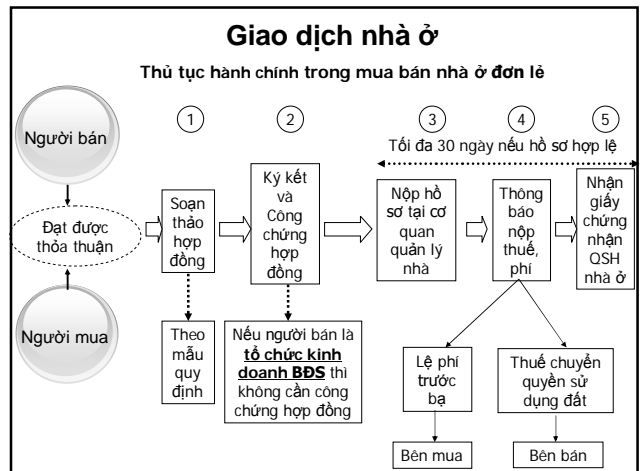 Giao dịch nhà ở
Thủ tục hành chính trong mua bán nhà ở đơn lẻ
Người bán
Đạt được
thỏa thuận
Người mua
1
2
3
4
5
Tối đa 30 ngày nếu hồ sơ hợp lệ
Soạn
thảo
hợp
đồng
Ký kết
và
Công
chứng
hợp
đồng
Nộp hồ
sơ tại cơ
quan
quản lý
nhà
Thông
báo
nộp
thuế,
phí
Nhận
giấy
chứng
nhận
QSH
nhà ở
Theo
mẫu
quy
định
Nếu người bán là
tổ chức kinh
doanh BĐS thì
không cần công
chứng hợp đồng
Lệ phí
trước
bạ
Thuế chuyển
quyền sử
dụng đất
Bên mua
Bên bán